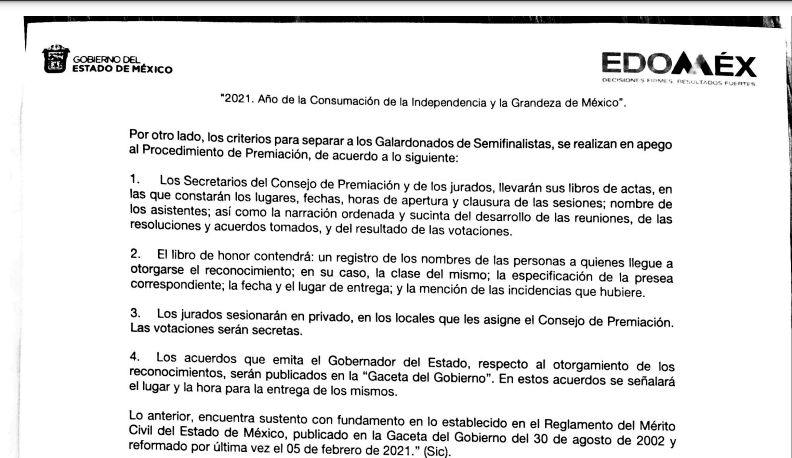 GOBIERNO DEL
ESTADO DE MÉXICO
EDOMÉX
DECISIONES FIRMES, RESULTADOS FUERTES.
"2021. Año de la Consumación de la Independencia y la Grandeza de México".
Por otro lado, los criterios para separar a los Galardonados de Semifinalistas, se realizan en apego
al Procedimiento de Premiación, de acuerdo a lo siguiente:
1. Los Secretarios del Consejo de Premiación y de los jurados, llevarán sus libros de actas, en
las que constarán los lugares, fechas, horas de apertura y clausura de las sesiones; nombre de
los asistentes; así como la narración ordenada y sucinta del desarrollo de las reuniones, de las
resoluciones y acuerdos tomados, y del resultado de las votaciones.
2. El libro de honor contendrá: un registro de los nombres de las personas a quienes llegue a
otorgarse el reconocimiento; en su caso, la clase del mismo; la especificación de la presea
correspondiente; la fecha y el lugar de entrega; y la mención de las incidencias que hubiere.
3. Los jurados sesionarán en privado, en los locales que les asigne el Consejo de Premiación.
Las votaciones serán secretas.
4. Los acuerdos que emita el Gobernador del Estado, respecto al otorgamiento de los
reconocimientos, serán publicados en la "Gaceta del Gobierno". En estos acuerdos se señalará
el lugar y la hora para la entrega de los mismos.
Lo anterior, encuentra sustento con fundamento en lo establecido en el Reglamento del Mérito
Civil del Estado de México, publicado en la Gaceta del Gobierno del 30 de agosto de 2002 y
reformado por última vez el 05 de febrero de 2021." (Sic).